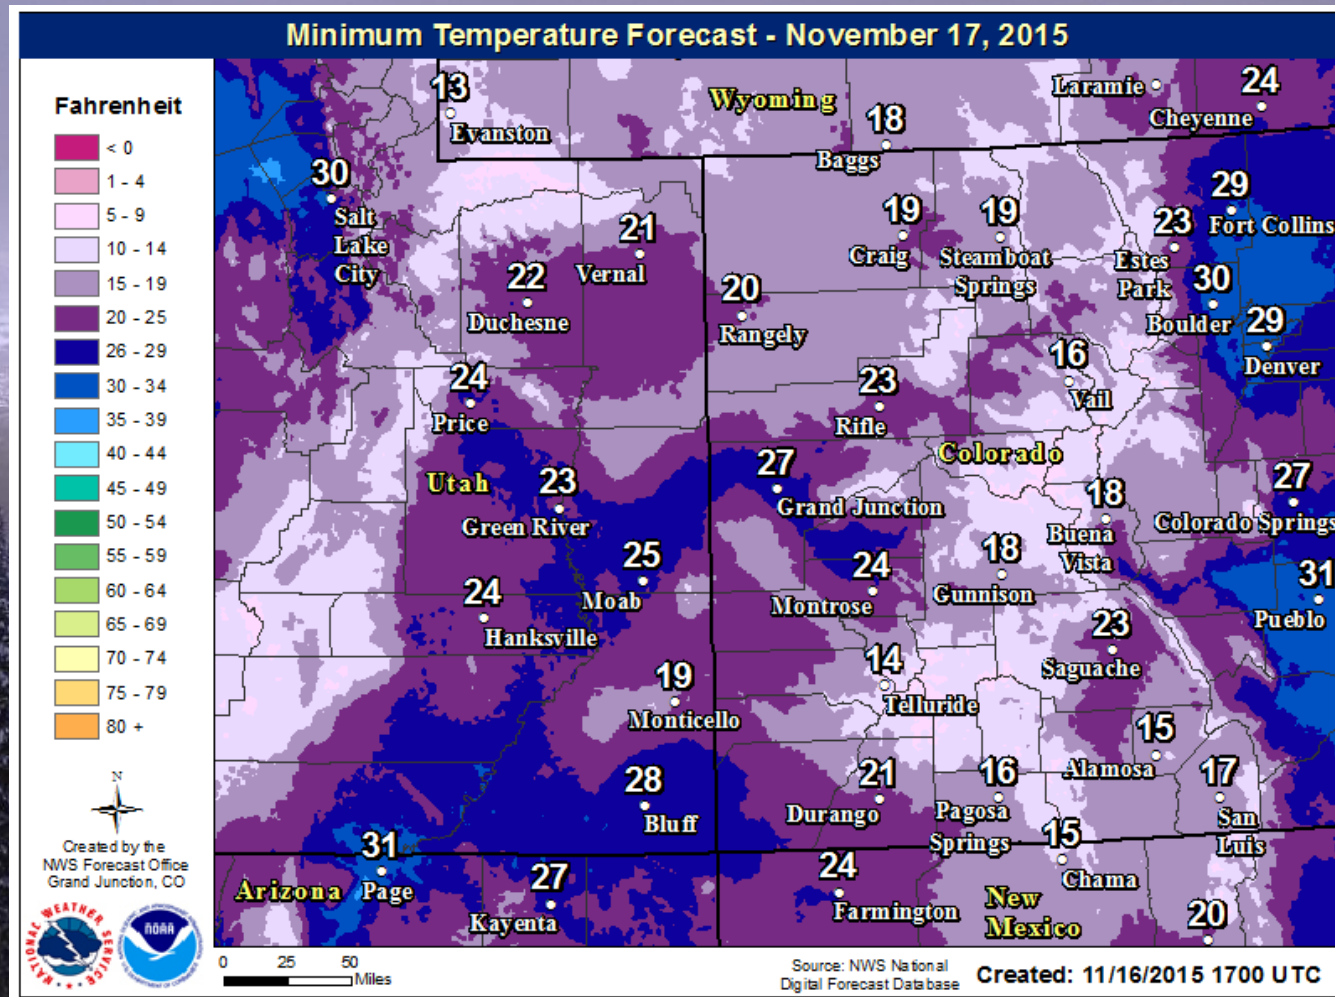 Minimum Temperature Forecast - November 17, 2015
Fahrenheit
< 0
1 - 4
5 - 9
10 - 14
15 - 19
20 - 25
26 - 29
30 - 34
35 - 39
40 - 44
45 - 49
50 - 54
55 - 59
60 - 64
65 - 69
70 - 74
75 - 79
80 +
N
Created by the
NWS Forecast Office
Grand Junction, CO
NATIONAL WEATHER SERVICE
NOAA
13
Evanston
Wyoming
18
Baggs
Laramie
24
Cheyenne
30
Salt
Lake
City
21
Vernal
22
Duchesne
19
Craig
19
Steamboat
Springs
23
Estes
Park
29
Fort Collins
20
Rangely
30
Boulder
29
Denver
16
Vail
24
Price
23
Rifle
Utah
Colorado
23
Green River
27
Grand Junction
18
Buena
Vista
27
Colorado Springs
25
Moab
24
Montrose
18
Gunnison
31
Pueblo
24
Hanksville
23
Saguache
19
Monticello
14
Telluride
15
Alamosa
28
Bluff
21
Durango
16
Pagosa
Springs
17
San
Luis
31
Page
Arizona
27
Kayenta
24
Farmington
15
Chama
New
Mexico
20
0 25 50
Miles
Source: NWS National
Digital Forecast Database
Created: 11/16/2015 1700 UTC